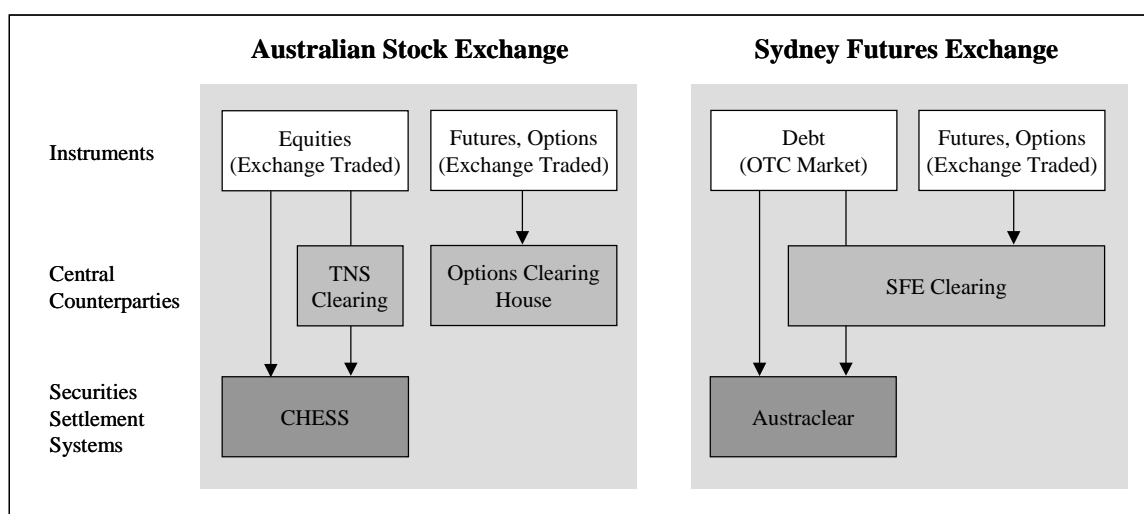 Australian Stock Exchange
Sydney Futures Exchange
Instruments
Equities
(Exchange Traded)
Futures, Options
(Exchange Traded)
Debt
(OTC Market)
Futures, Options
(Exchange Traded)
Central
Counterparties
TNS
Clearing
Options Clearing
House
SFE Clearing
Securities
Settlement
Systems
CHESS
Austraclear